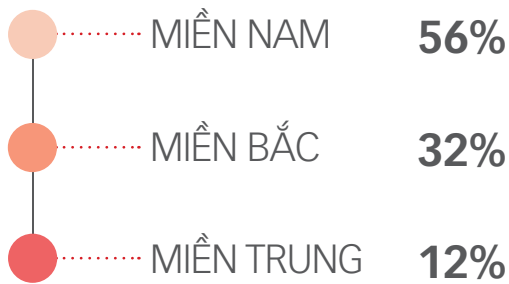 MIỀN NAM 56%
MIỀN BẮC 32%
MIỀN TRUNG 12%